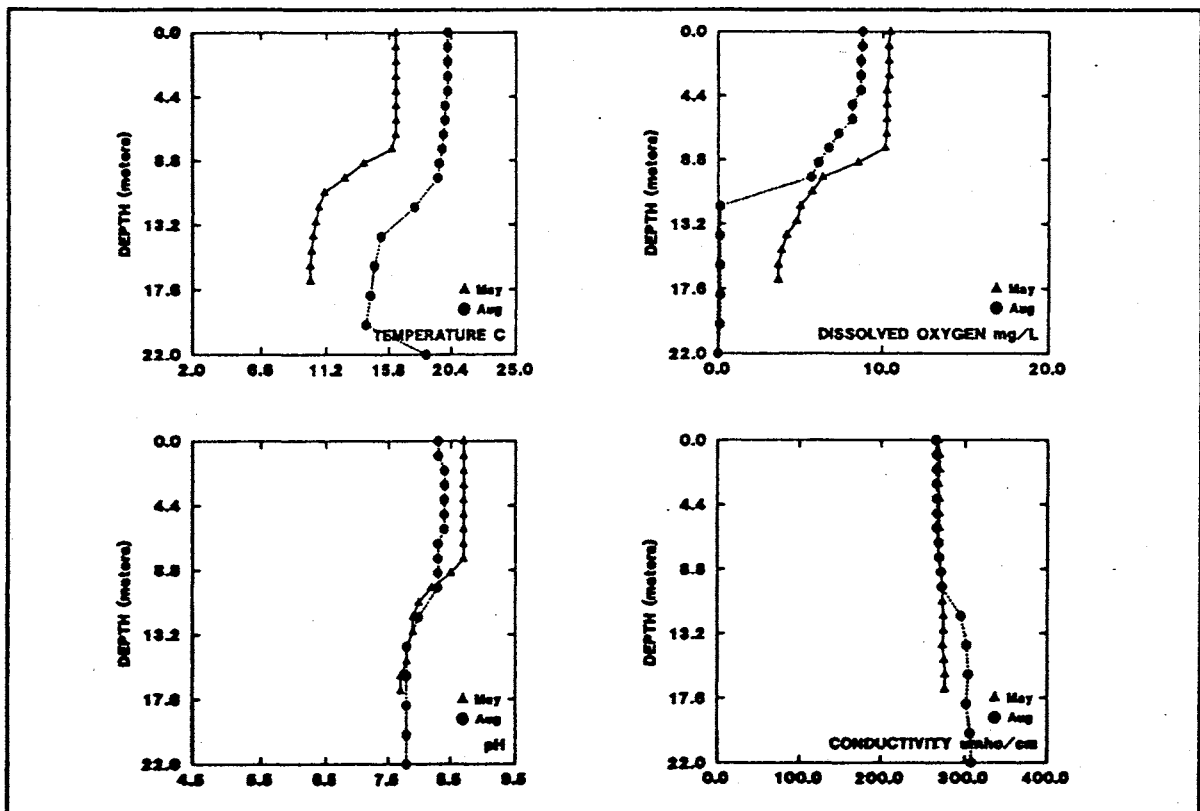 0.0
4.4
8.8
13.2
17.6
22.0
DEPTH (meters)
May
Aug
TEMPERATURE C
2.0 6.6 11.2 15.8 20.4 25.0
0.0
4.4
8.8
13.2
17.6
22.0
DEPTH (meters)
May
Aug
DISSOLVED OXYGEN mg/L
0.0 10.0 20.0
0.0
4.4
8.8
13.2
17.6
22.0
DEPTH (meters)
May
Aug
pH
4.5 5.5 6.5 7.5 8.5 9.5
0.0
4.4
8.8
13.2
17.6
22.0
DEPTH (meters)
May
Aug
CONDUCTIVITY umho/cm
0.0 100.0 200.0 300.0 400.0